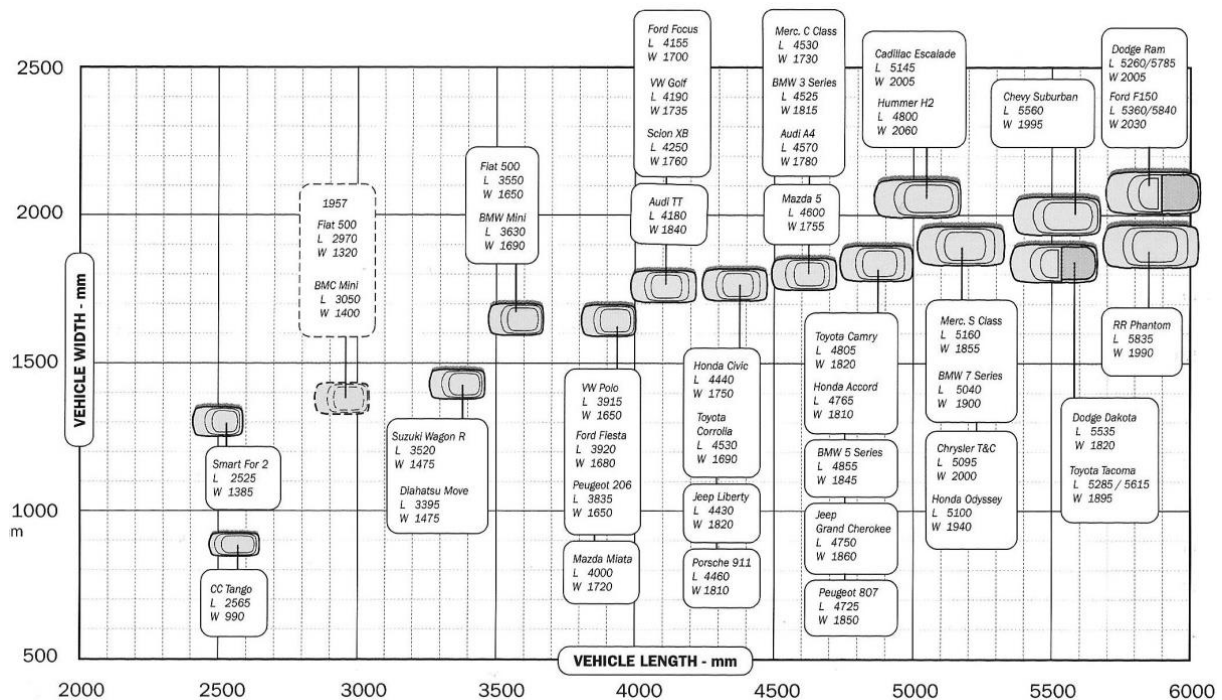 Ford Focus
L 4155
W 1700
VW Golf
L 4190
W 1735
Scion XB
L 4250
W 1760
Merc. C Class
L 4530
W 1730
BMW 3 Series
L 4525
W 1815
Audi A4
L 4570
W 1780
Cadillac Escalade
L 5145
W 2005
Hummer H2
L 4800
W 2060
Chevy Suburban
L 5560
W 1995
Dodge Ram
L 5260/5785
W 2005
Ford F150
L 5360/5840
W 2030
2500
Fiat 500
L 3550
W 1650
BMW Mini
L 3630
W 1690
1957
Fiat 500
L 2970
W 1320
BMC Mini
L 3050
W 1400
Audi TT
L 4180
W 1840
Mazda 5
L 4600
W 1755
2000
VEHICLE WIDTH - mm
1500
Smart For 2
L 2525
W 1385
Suzuki Wagon R
L 3520
W 1475
Diahatsu Move
L 3395
W 1475
VW Polo
L 3915
W 1650
Ford Fiesta
L 3920
W 1680
Peugeot 206
L 3835
W 1650
Honda Civic
L 4440
W 1750
Toyota
Corrolla
L 4530
W 1690
Toyota Camry
L 4805
W 1820
Honda Accord
L 4765
W 1810
Merc. S Class
L 5160
W 1855
BMW 7 Series
L 5040
W 1900
RR Phantom
L 5835
W 1990
Dodge Dakota
L 5535
W 1820
Toyota Tacoma
L 5285 / 5615
W 1895
BMW 5 Series
L 4855
W 1845
Chrysler T&C
L 5095
W 2000
Honda Odyssey
L 5100
W 1940
1000
m
Jeep Liberty
L 4430
W 1820
Jeep
Grand Cherokee
L 4750
W 1860
CC Tango
L 2565
W 990
Mazda Miata
L 4000
W 1720
Porsche 911
L 4460
W 1810
Peugeot 807
L 4725
W 1850
500
VEHICLE LENGTH - mm
2000 2500 3000 3500 4000 4500 5000 5500 6000